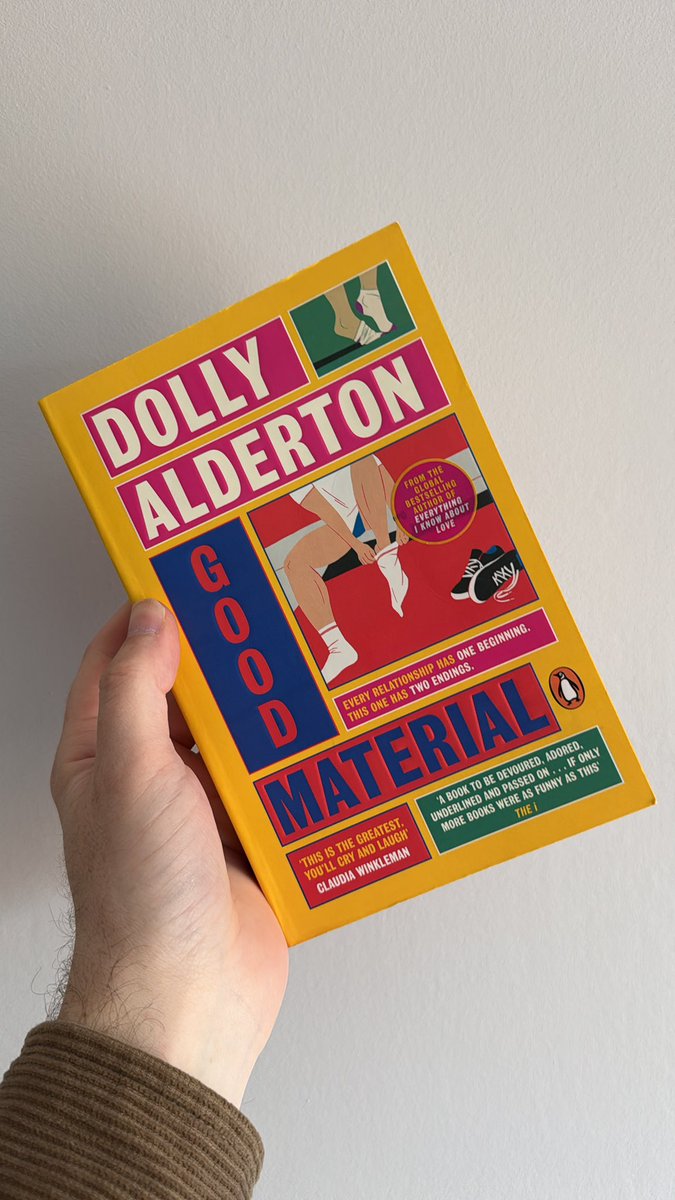 DOLLY
ALDERTON
FROM THE
GLOBAL
BESTSELLING
AUTHOR OF
EVERYTHING
I KNOW ABOUT
LOVE
GOOD
EVERY RELATIONSHIP HAS ONE BEGINNING.
THIS ONE HAS TWO ENDINGS.
MATERIAL
'THIS IS THE GREATEST.
YOU'LL CRY AND LAUGH'
CLAUDIA WINKLEMAN
'A BOOK TO BE DEVOURED, ADORED,
UNDERLINED AND PASSED ON . . . IF ONLY
MORE BOOKS WERE AS FUNNY AS THIS'
THE i